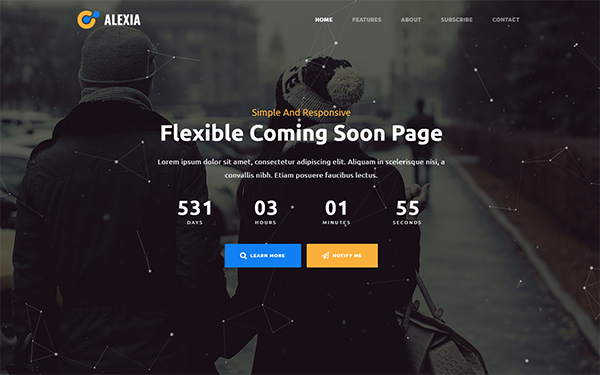 ALEXIA
HOME FEATURES ABOUT SUBSCRIBE CONTACT
Simple And Responsive
Flexible Coming Soon Page
Lorem ipsum dolor sit amet, consectetur adipiscing elit. Aliquam in scelerisque nisi, a
convallis nibh. Etiam posuere faucibus lectus.
531 03 01 55
DAYS HOURS MINUTES SECONDS
LEARN MORE NOTIFY ME